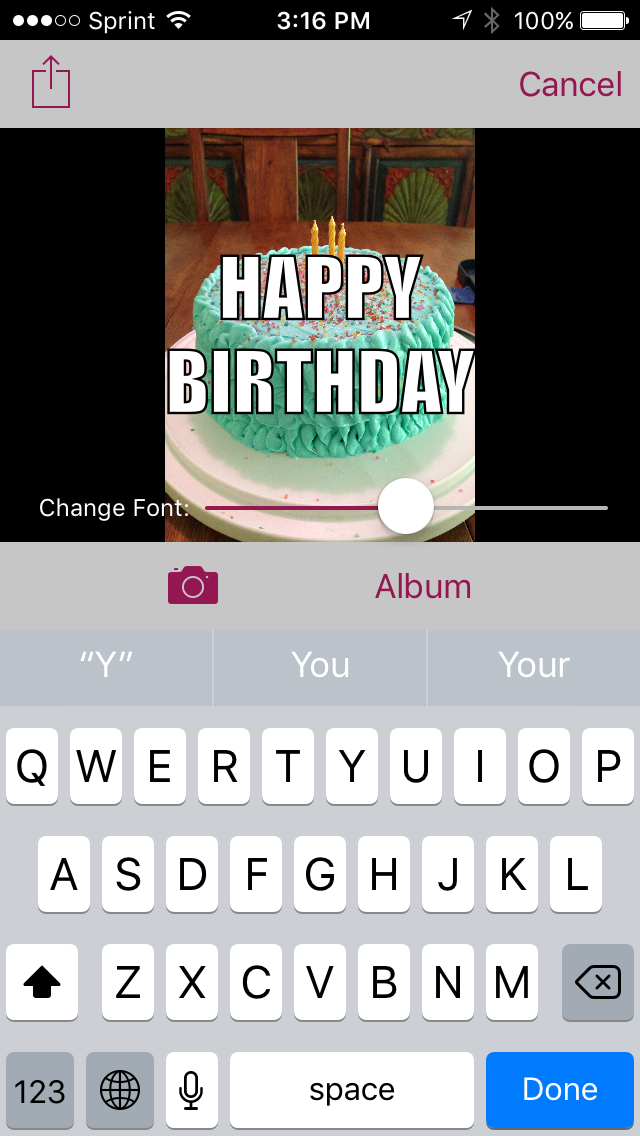 Sprint 3:16 PM 100%
Cancel
HAPPY
BIRTHDAY
Change Font:
Album
“Y” You Your
Q W E R T Y U I O P
A S D F G H J K L
Z X C V B N M
123 space Done